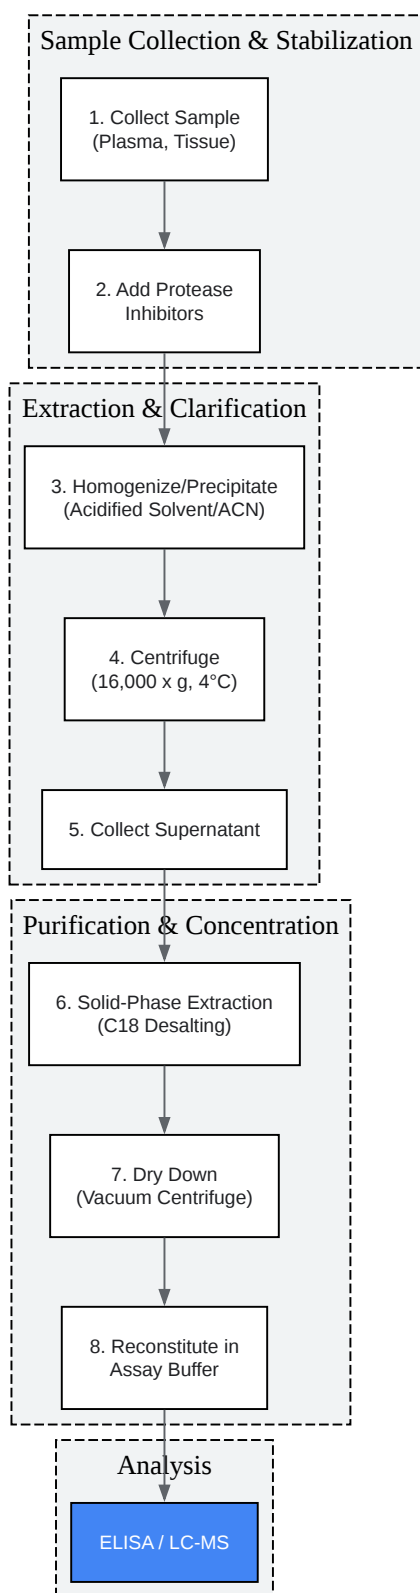 Sample Collection & Stabilization
1. Collect Sample
(Plasma, Tissue)
2. Add Protease
Inhibitors
Extraction & Clarification
3. Homogenize/Precipitate
(Acidified Solvent/ACN)
4. Centrifuge
(16,000 x g, 4°C)
5. Collect Supernatant
Purification & Concentration
6. Solid-Phase Extraction
(C18 Desalting)
7. Dry Down
(Vacuum Centrifuge)
8. Reconstitute in
Assay Buffer
Analysis
ELISA / LC-MS